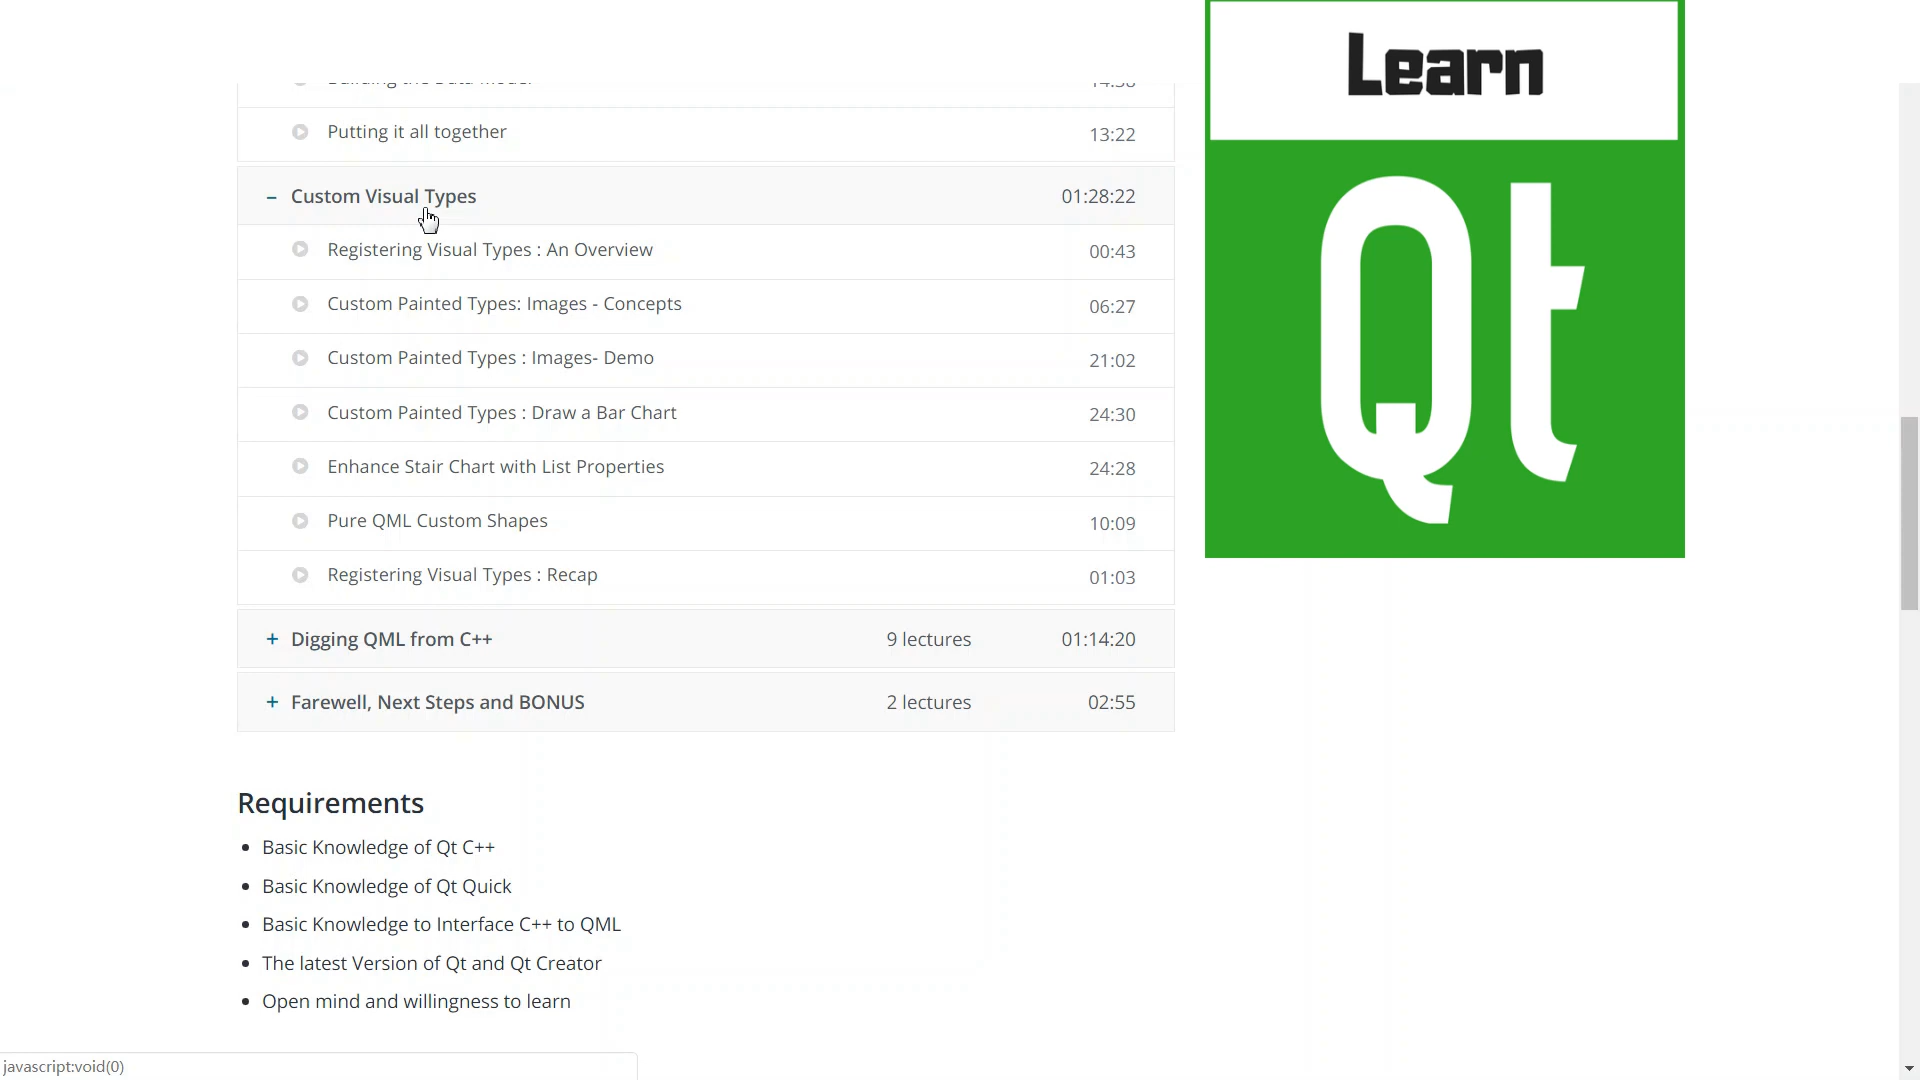 Learn
Qt
Putting it all together 13:22
– Custom Visual Types 01:28:22
Registering Visual Types : An Overview 00:43
Custom Painted Types: Images - Concepts 06:27
Custom Painted Types : Images- Demo 21:02
Custom Painted Types : Draw a Bar Chart 24:30
Enhance Stair Chart with List Properties 24:28
Pure QML Custom Shapes 10:09
Registering Visual Types : Recap 01:03
+ Digging QML from C++ 9 lectures 01:14:20
+ Farewell, Next Steps and BONUS 2 lectures 02:55
Requirements
• Basic Knowledge of Qt C++
• Basic Knowledge of Qt Quick
• Basic Knowledge to Interface C++ to QML
• The latest Version of Qt and Qt Creator
• Open mind and willingness to learn
javascript:void(0)